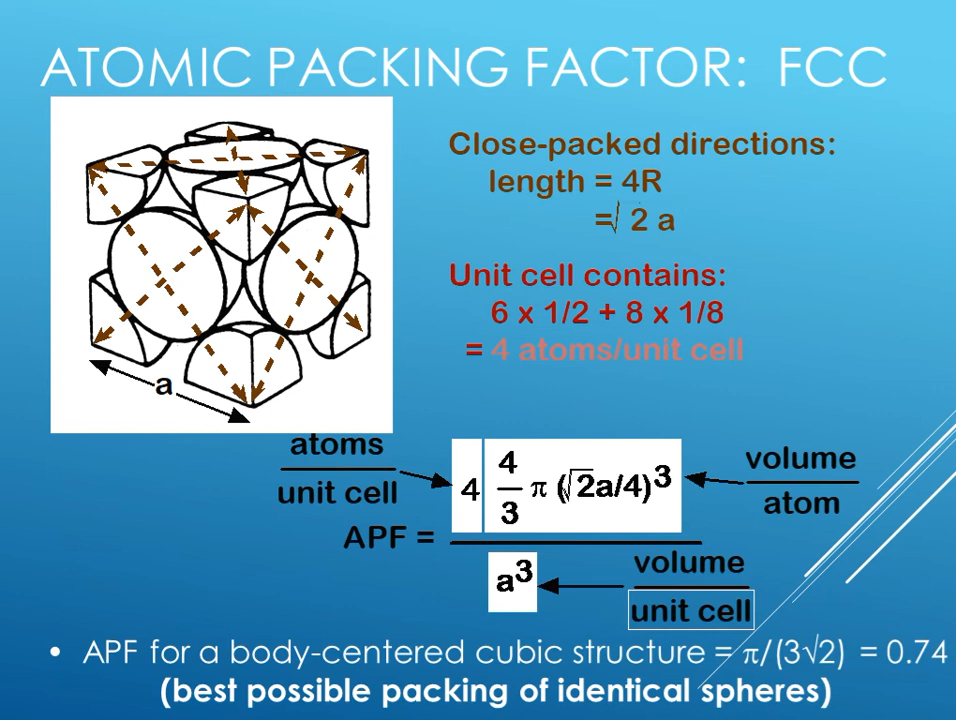 ATOMIC PACKING FACTOR: FCC
Close-packed directions:
length = 4R
=√ 2 a
Unit cell contains:
6 x 1/2 + 8 x 1/8
= 4 atoms/unit cell
a
atoms
unit cell
4 4/3 π (√2a/4)3
volume
atom
APF =
a3
volume
unit cell
• APF for a body-centered cubic structure = π/(3√2) = 0.74
(best possible packing of identical spheres)